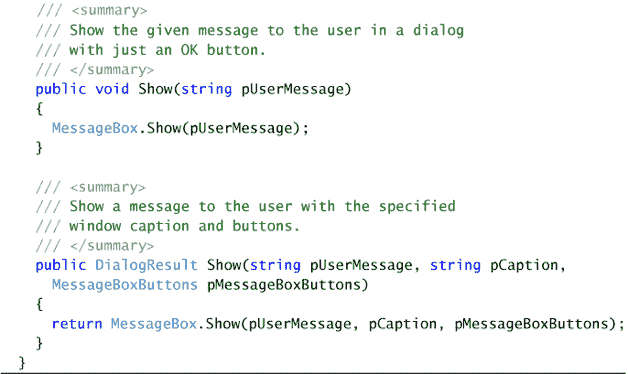 /// <summary>
/// Show the given message to the user in a dialog
/// with just an OK button.
/// </summary>
public void Show(string pUserMessage)
{
MessageBox.Show(pUserMessage);
}
/// <summary>
/// Show a message to the user with the specified
/// window caption and buttons.
/// </summary>
public DialogResult Show(string pUserMessage, string pCaption,
MessageBoxButtons pMessageBoxButtons)
{
return MessageBox.Show(pUserMessage, pCaption, pMessageBoxButtons);
}
}